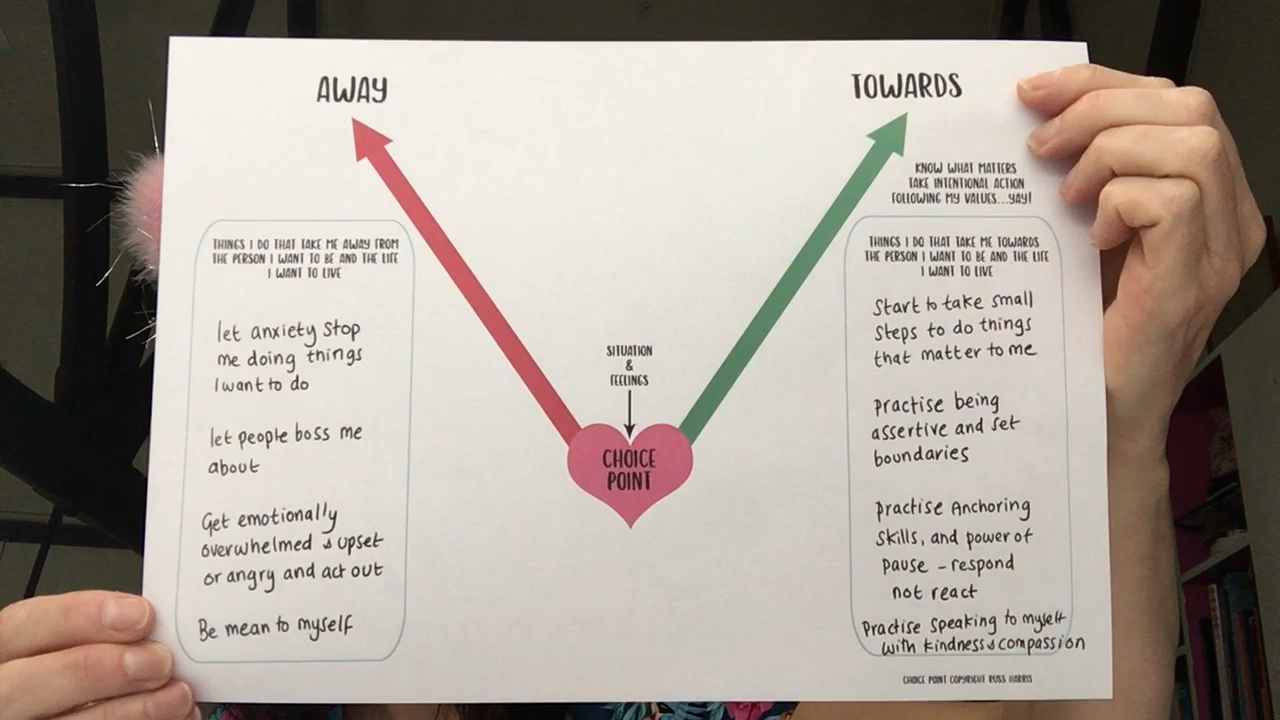 AWAY
TOWARDS
KNOW WHAT MATTERS
TAKE INTENTIONAL ACTION
FOLLOWING MY VALUES...YAY!
THINGS I DO THAT TAKE ME AWAY FROM
THE PERSON I WANT TO BE AND THE LIFE
I WANT TO LIVE
let anxiety stop
me doing things
I want to do
let people boss me
about
Get emotionally
overwhelmed & upset
or angry and act out
Be mean to myself
SITUATION
&
FEELINGS
CHOICE
POINT
THINGS I DO THAT TAKE ME TOWARDS
THE PERSON I WANT TO BE AND THE LIFE
I WANT TO LIVE
Start to take small
steps to do things
that matter to me
practise being
assertive and set
boundaries
practise Anchoring
skills, and power of
pause - respond
not react
Practise speaking to myself
with kindness & compassion
CHOICE POINT COPYRIGHT RUSS HARRIS